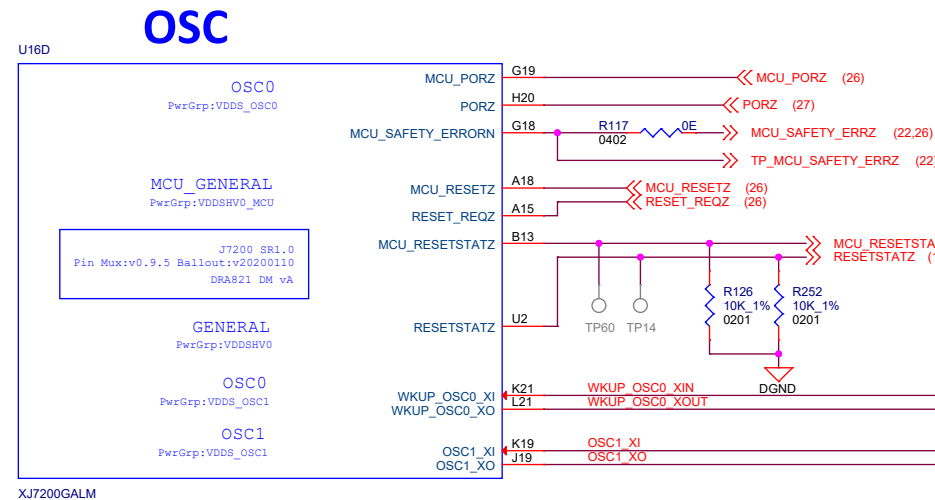 OSC
U16D
OSC0
PwrGrp:VDDS_OSC0
MCU_PORZ G19 MCU_PORZ (26)
PORZ H20 PORZ (27)
MCU_SAFETY_ERRORN G18 R117 0E MCU_SAFETY_ERRZ (22,26)
0402
TP_MCU_SAFETY_ERRZ (22
MCU_GENERAL
PwrGrp:VDDSHV0_MCU
MCU_RESETZ A18 MCU_RESETZ (26)
RESET_REQZ A15 RESET_REQZ (26)
MCU_RESETSTATZ B13 MCU_RESETSTA
RESETSTATZ (1
J7200 SR1.0
Pin Mux:v0.9.5 Ballout:v20200110
DRA821 DM vA
R126 R252
10K_1% 10K_1%
0201 0201
TP60 TP14
GENERAL
PwrGrp:VDDSHV0
RESETSTATZ U2
DGND
OSC0
PwrGrp:VDDS_OSC1
WKUP_OSC0_XI K21 WKUP_OSC0_XIN
WKUP_OSC0_XO L21 WKUP_OSC0_XOUT
OSC1
PwrGrp:VDDS_OSC1
OSC1_XI K19 OSC1_XI
OSC1_XO J19 OSC1_XO
XJ7200GALM